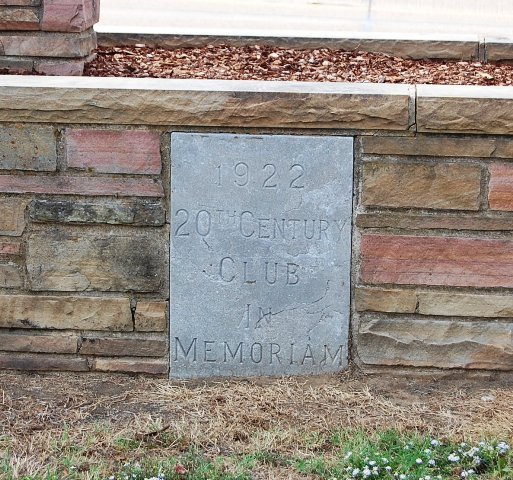 1922
20TH CENTURY
CLUB
IN
MEMORIAM